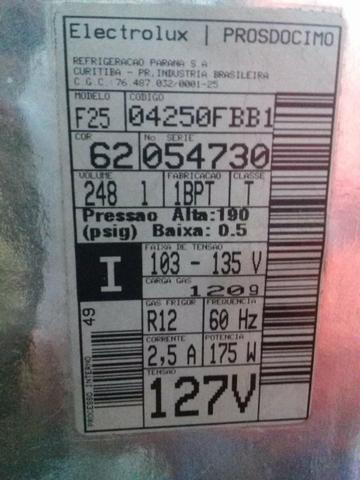 Electrolux | PROSDOCIMO
REFRIGERACAO PARANA S A
CURITIBA - PR.INDUSTRIA BRASILEIRA
C.G.C. 76.487.032/0001-25
MODELO CODIGO
F25 04250FBB1
COR No SERIE
62 054730
VOLUME FABRICACAO CLASSE
248 l 1BPT T
Pressao Alta:190
(psig) Baixa: 0.5
I
FAIXA DE TENSAO
103 - 135 V
CARGA GAS
120g
GAS FRIGOR FREQUENCIA
R12 60 Hz
CORRENTE POTENCIA
2,5 A 175 W
TENSAO
127V
PROCESSO INTERNO 49